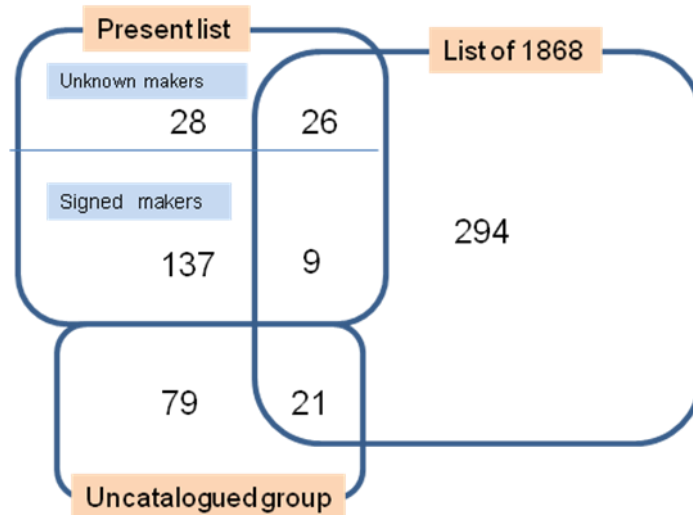 Present list
List of 1868
Unknown makers
28 26
Signed makers
294
137 9
79 21
Uncatalogued group